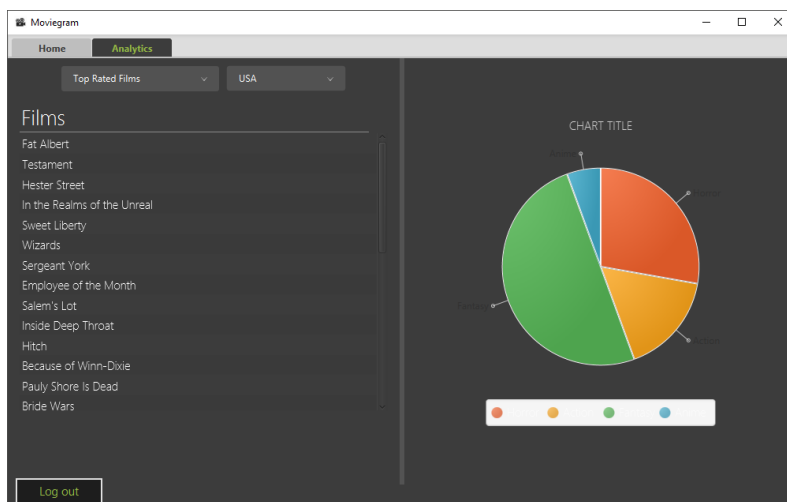 Moviegram
Home Analytics
Top Rated Films USA
Films
Fat Albert
Testament
Hester Street
In the Realms of the Unreal
Sweet Liberty
Wizards
Sergeant York
Employee of the Month
Salem's Lot
Inside Deep Throat
Hitch
Because of Winn-Dixie
Pauly Shore Is Dead
Bride Wars
Log out
CHART TITLE
Action